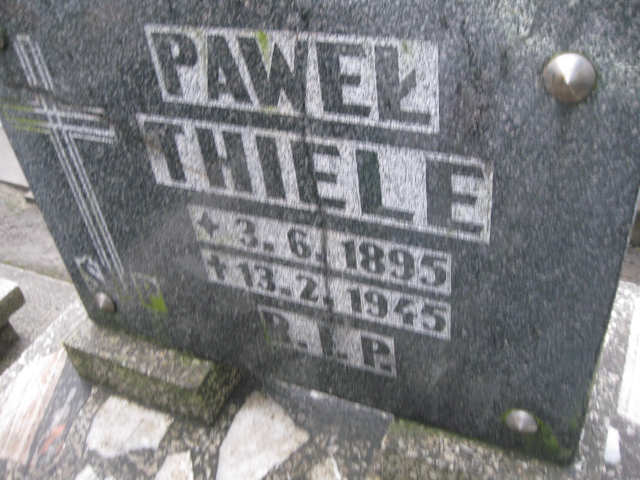 PAWEŁ
THIELE
+ 3. 6. 1895
† 13. 2. 1945
R. I. P.